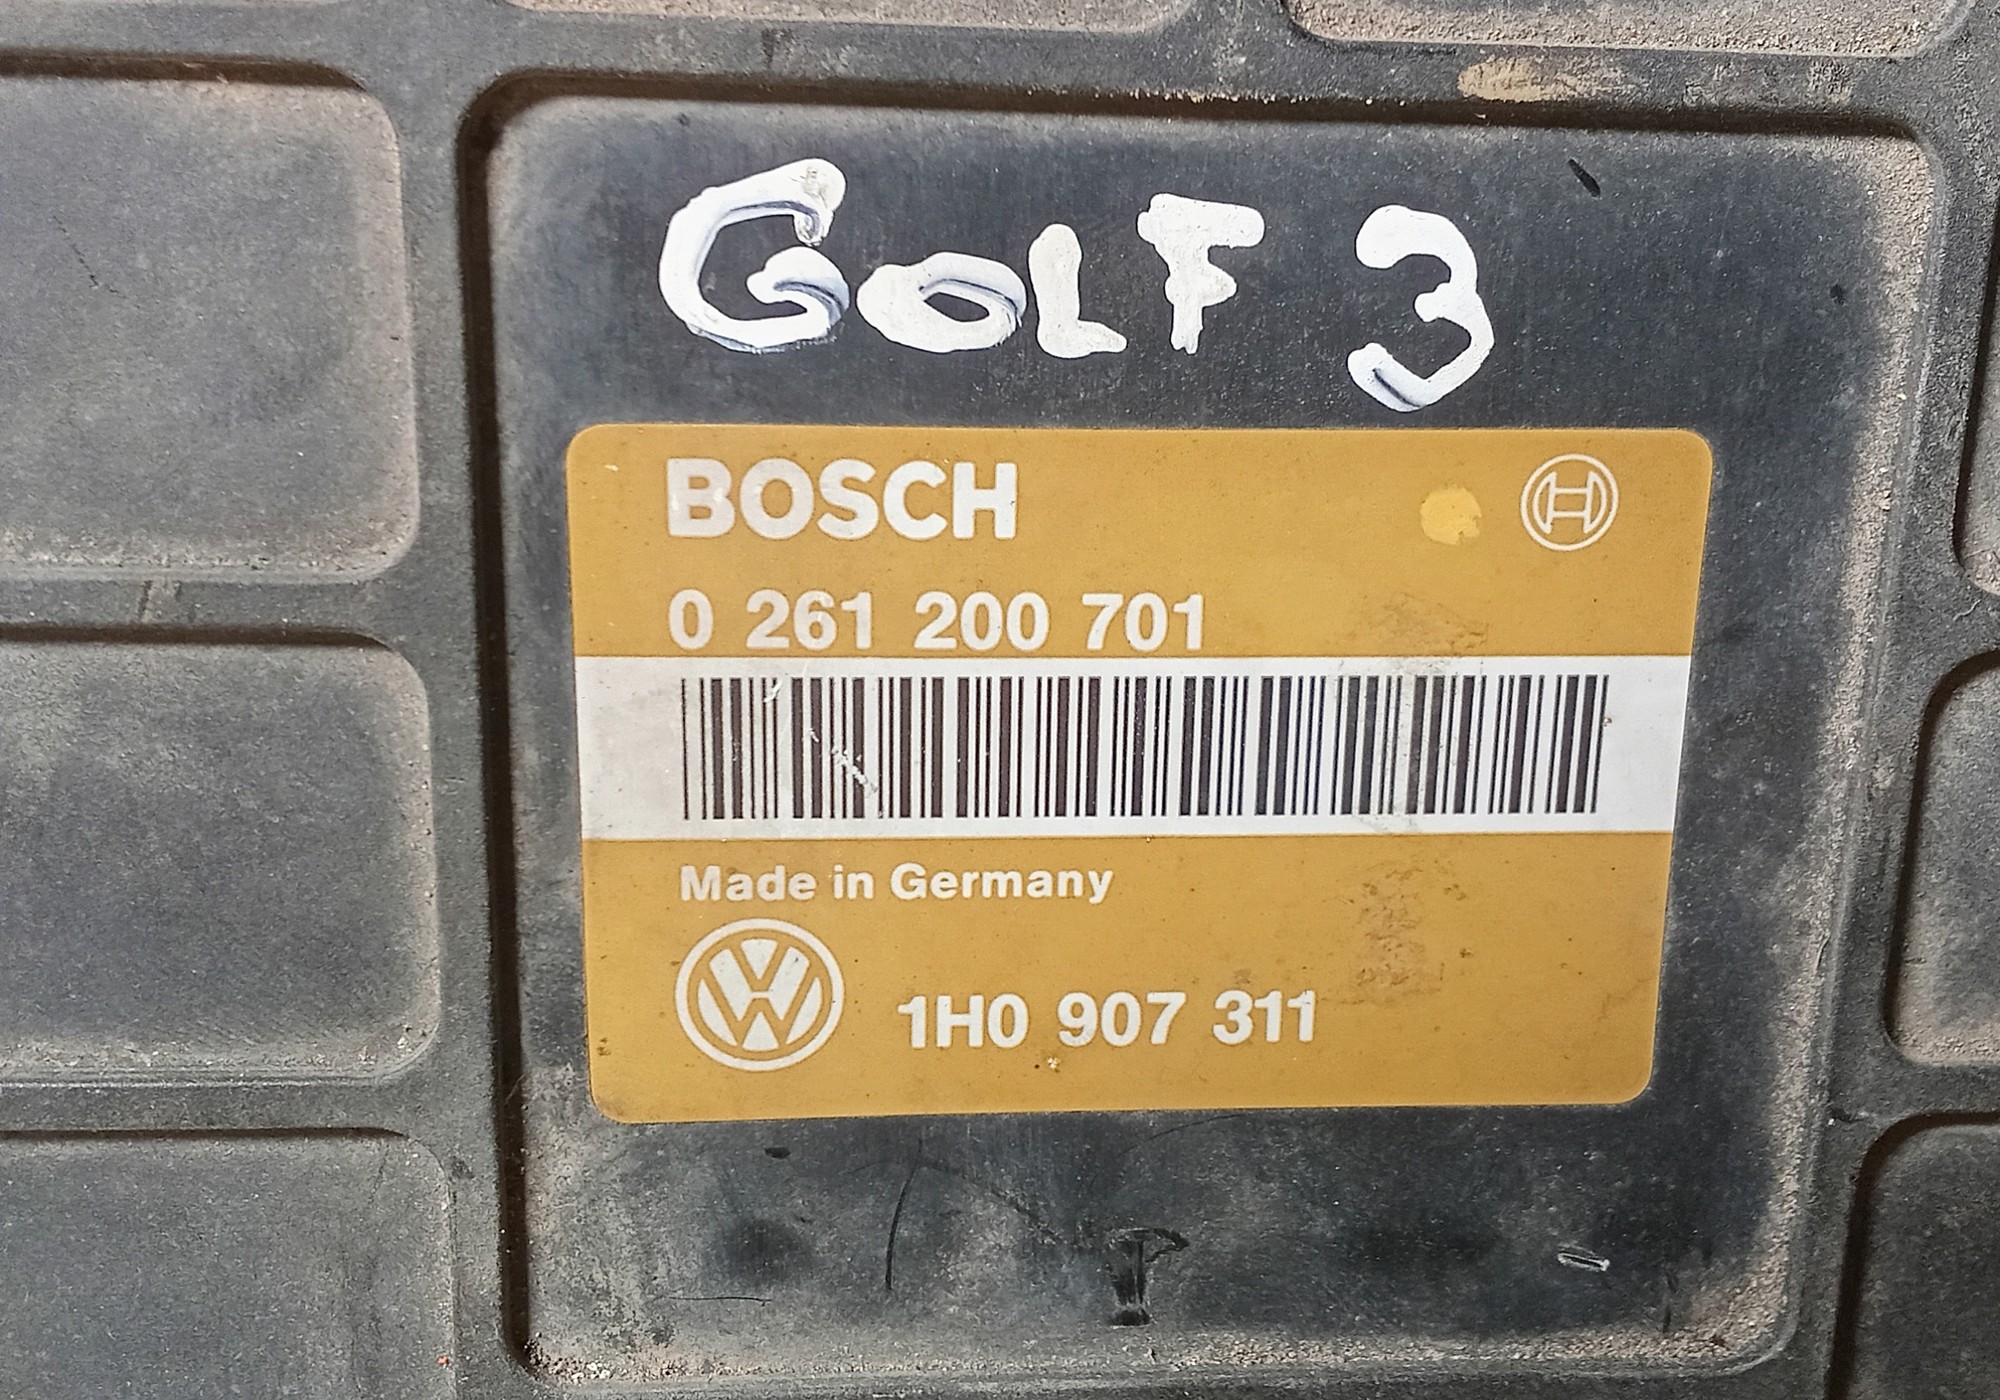 GOLF 3
BOSCH
0 261 200 701
Made in Germany
1H0 907 311